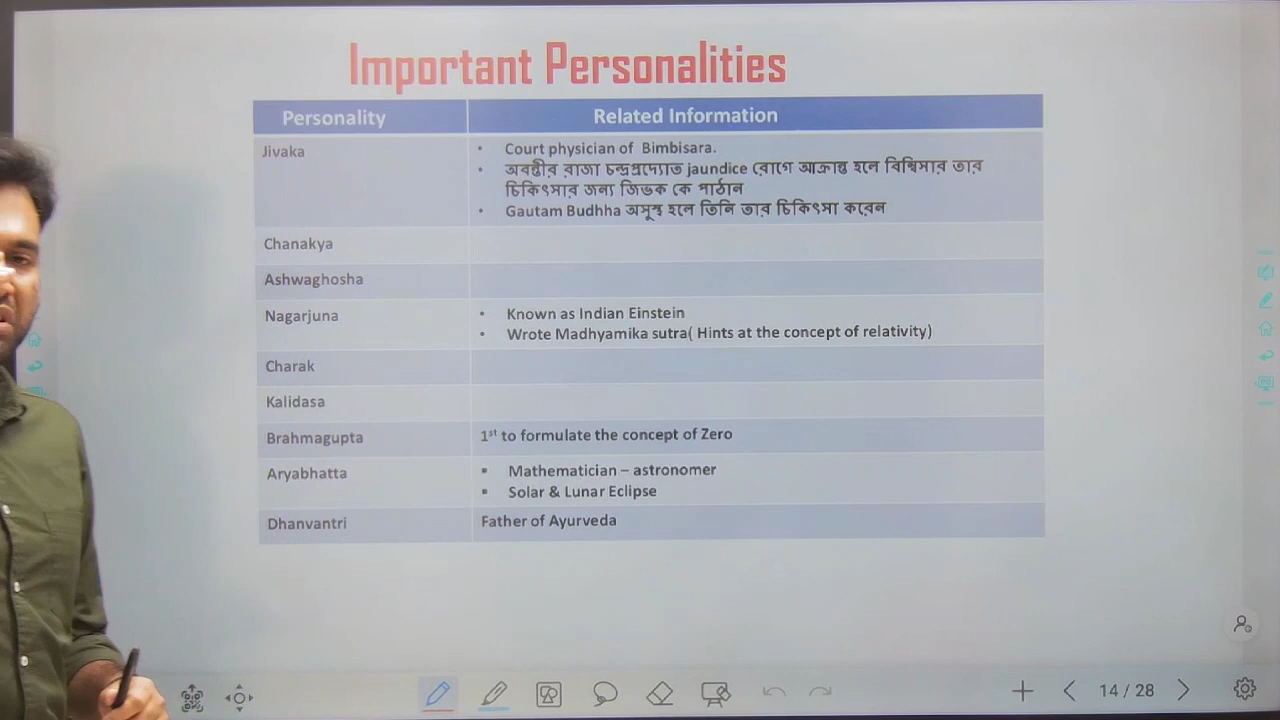 Important Personalities
Personality Related Information
Jivaka
• Court physician of Bimbisara.
• অবন্তীর রাজা চন্দ্রপ্রদ্যোত jaundice রোগে আক্রান্ত হলে বিম্বিসার তার
চিকিৎসার জন্য জিভক কে পাঠান
• Gautam Budhha অসুস্থ হলে তিনি তার চিকিৎসা করেন
Chanakya
Ashwaghosha
Nagarjuna
• Known as Indian Einstein
• Wrote Madhyamika sutra( Hints at the concept of relativity)
Charak
Kalidasa
Brahmagupta 1st to formulate the concept of Zero
Aryabhatta
▪ Mathematician – astronomer
▪ Solar & Lunar Eclipse
Dhanvantri Father of Ayurveda
14 / 28